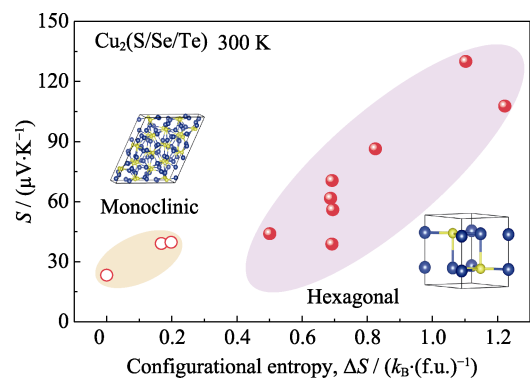 Cu₂(S/Se/Te) 300 K
S / (μV·K⁻¹)
150
120
90
60
30
0
Monoclinic
Hexagonal
0 0.2 0.4 0.6 0.8 1.0 1.2
Configurational entropy, ΔS / (k_B·(f.u.)⁻¹)